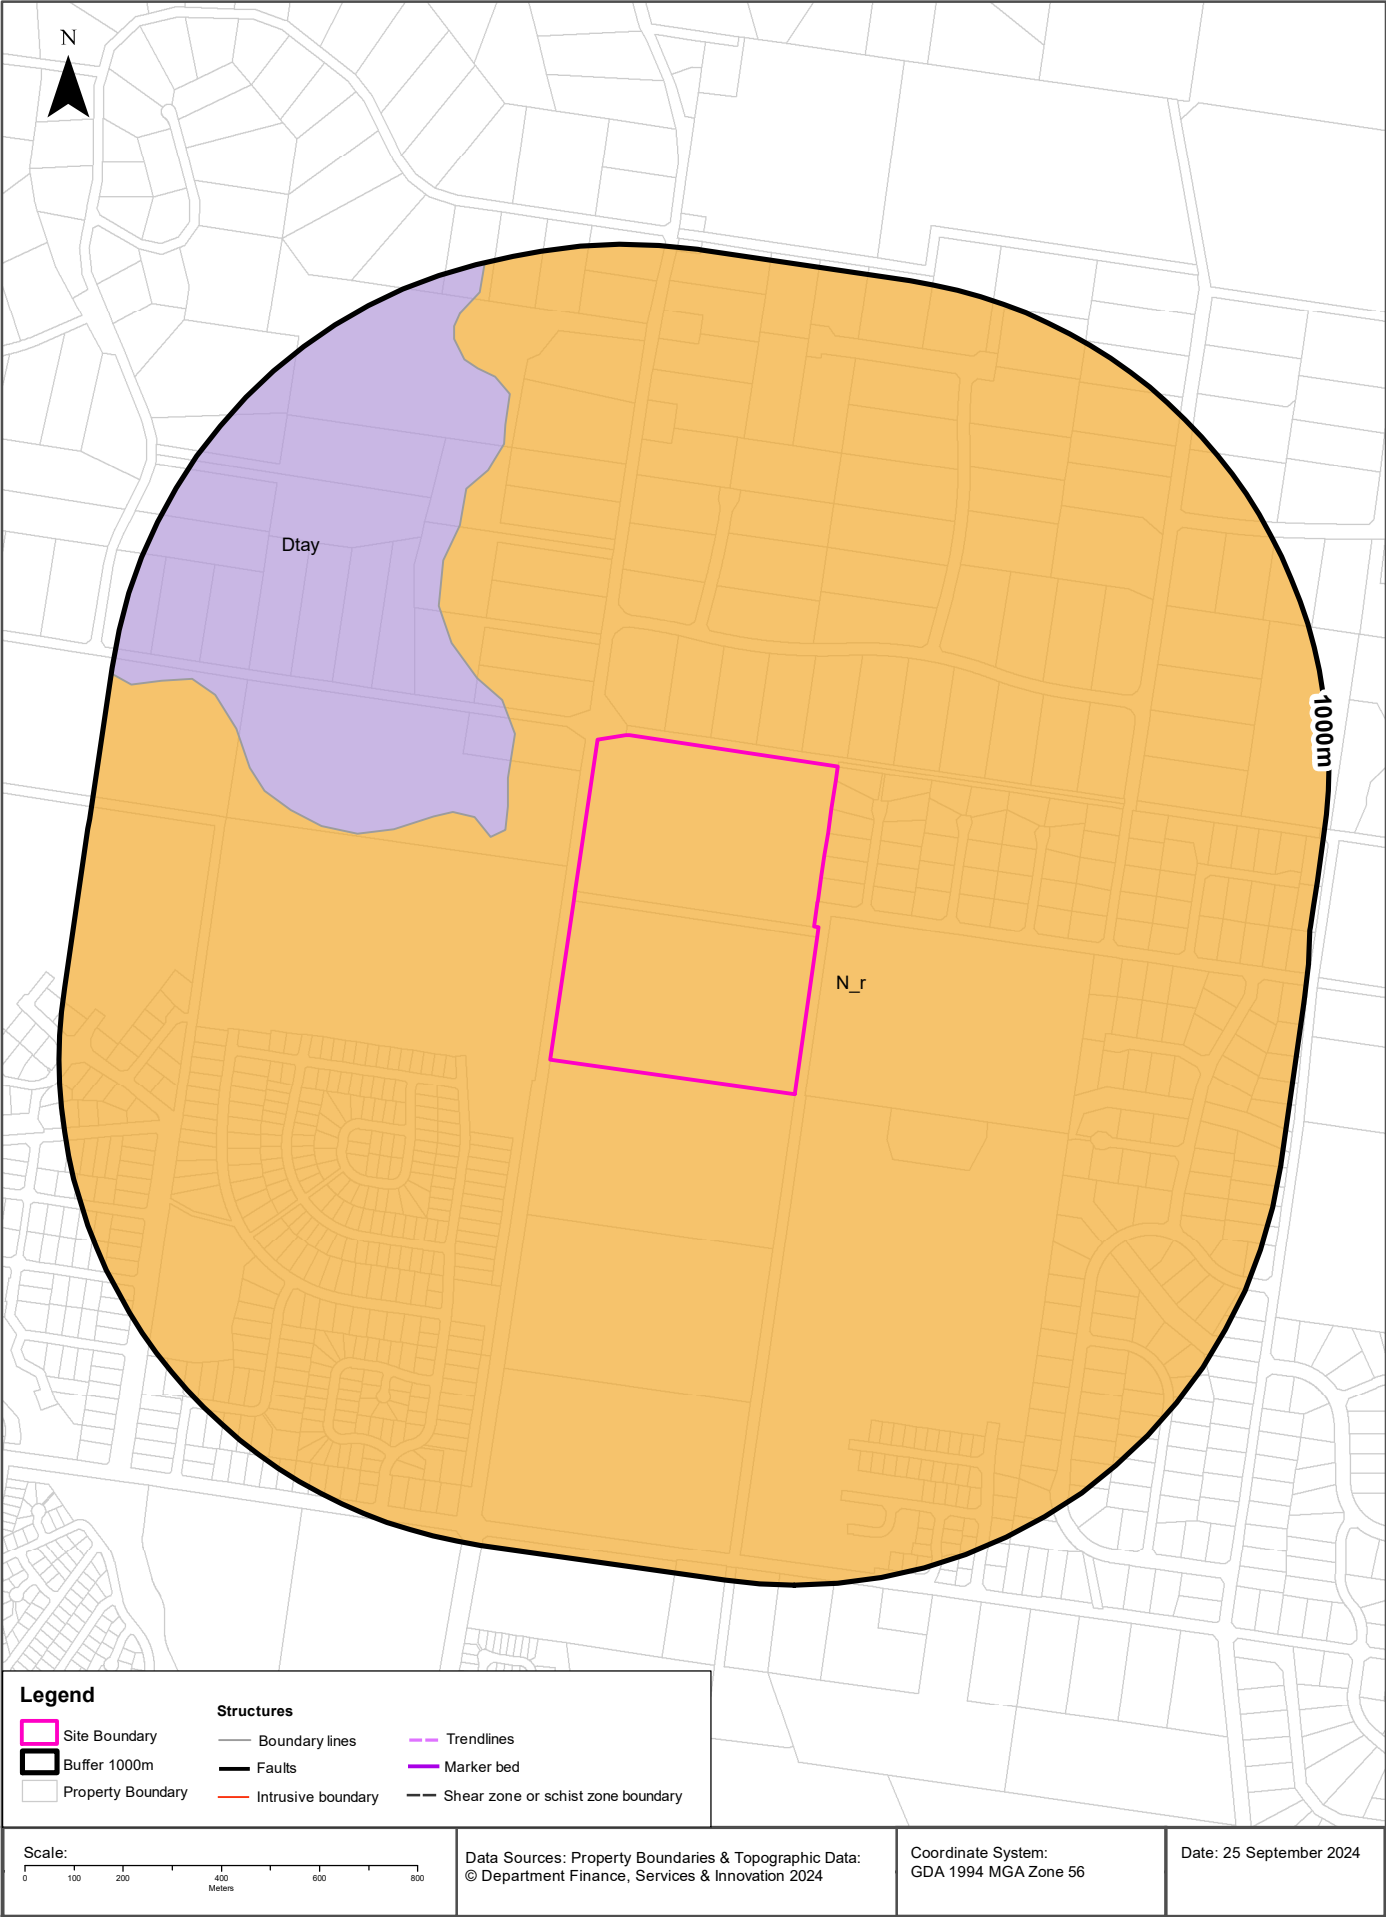 N
Dtay
1000m
N_r
Legend
Site Boundary
Buffer 1000m
Property Boundary
Structures
Boundary lines
Faults
Intrusive boundary
Trendlines
Marker bed
Shear zone or schist zone boundary
Scale:
0 100 200 400 600 800
Meters
Data Sources: Property Boundaries & Topographic Data:
© Department Finance, Services & Innovation 2024
Coordinate System:
GDA 1994 MGA Zone 56
Date: 25 September 2024